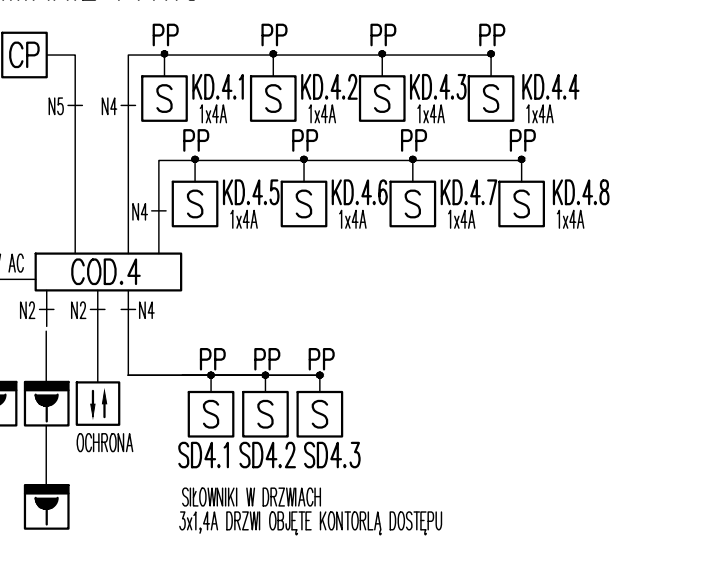 PP PP PP PP
CP
S KD.4.1 S KD.4.2 S KD.4.3 S KD.4.4
N5 N4 1x4A 1x4A 1x4A 1x4A
PP PP PP PP
S KD.4.5 S KD.4.6 S KD.4.7 S KD.4.8
N4 1x4A 1x4A 1x4A 1x4A
AC COD.4
N2 N2 N4
PP PP PP
S S S
OCHRONA
SD4.1 SD4.2 SD4.3
SIŁOWNIKI W DRZWIACH
3x1,4A DRZWI OBJĘTE KONTORLĄ DOSTĘPU